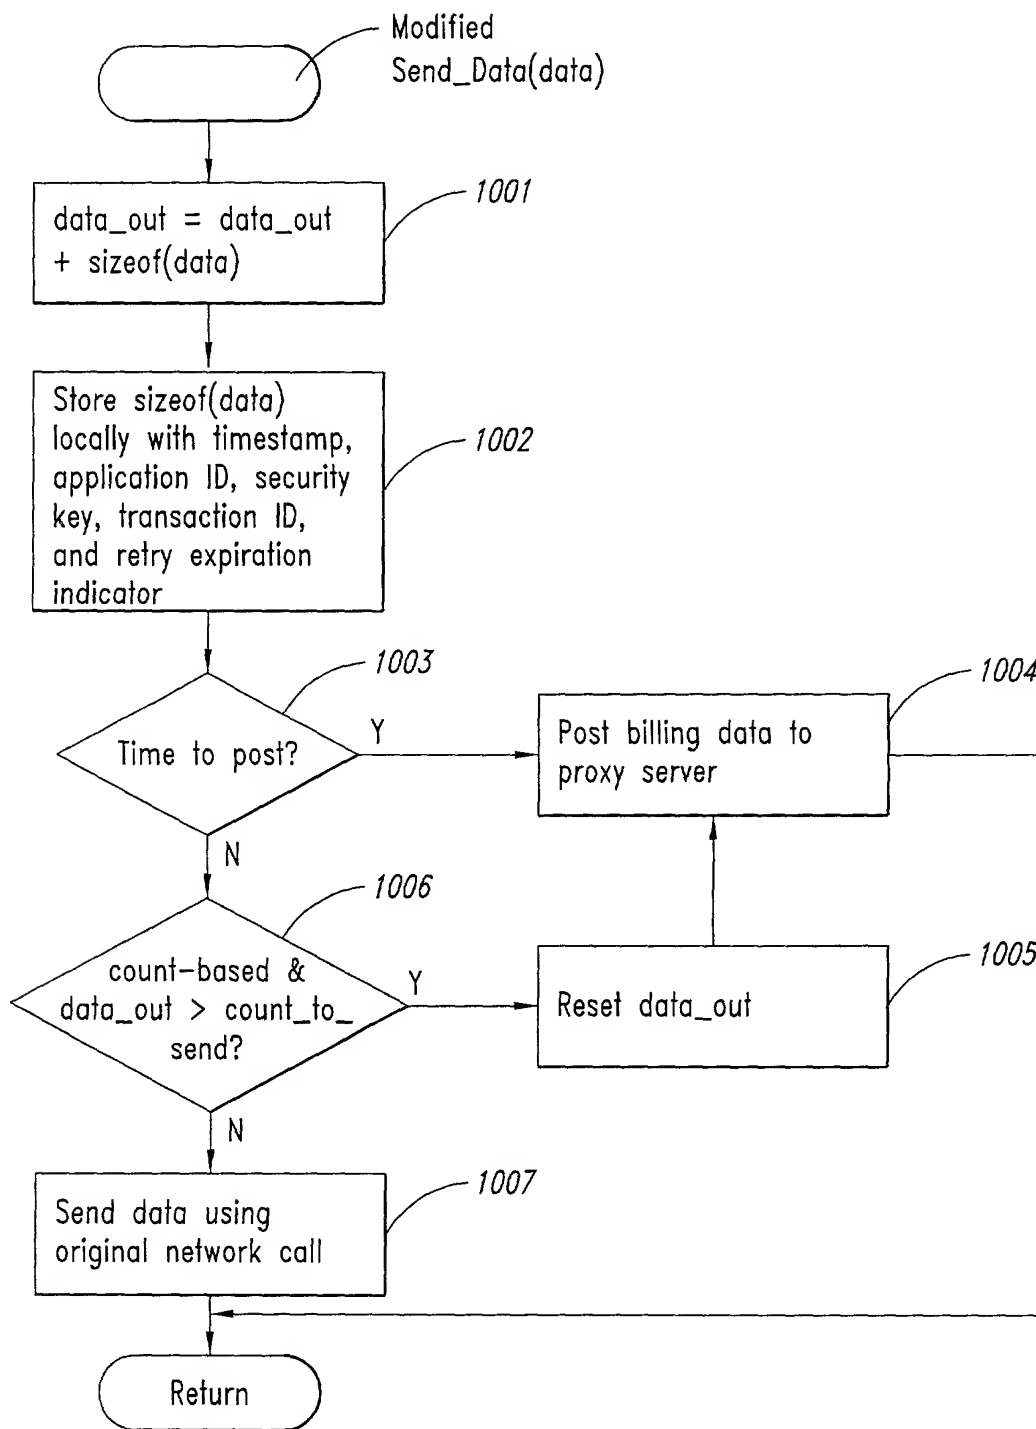 Modified
Send_Data(data)
1001
data_out = data_out
+ sizeof(data)
1002
Store sizeof(data)
locally with timestamp,
application ID, security
key, transaction ID,
and retry expiration
indicator
1003
Time to post?
Y
N
1004
Post billing data to
proxy server
1006
count-based &
data_out > count_to_
send?
Y
N
1005
Reset data_out
1007
Send data using
original network call
Return